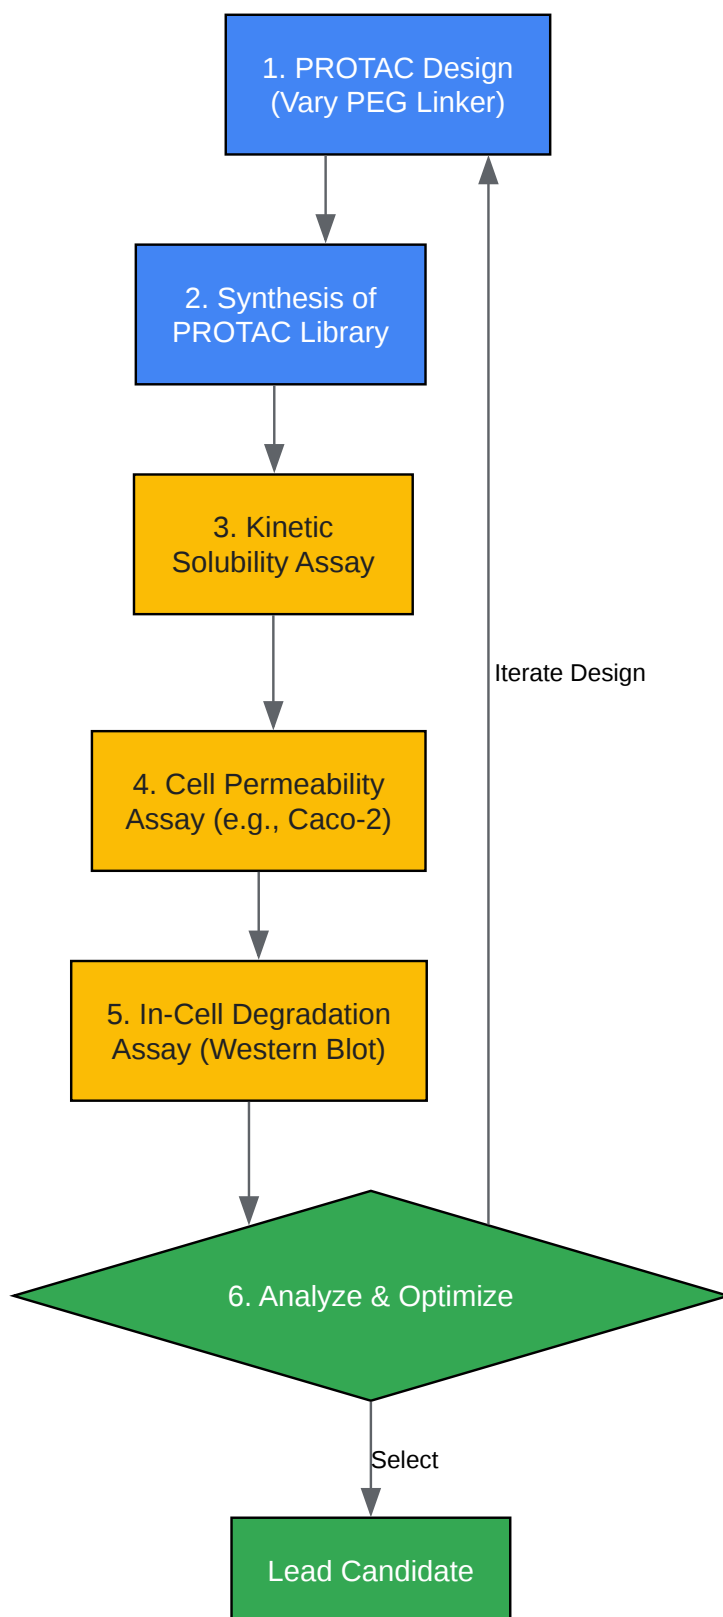 1. PROTAC Design
(Vary PEG Linker)
2. Synthesis of
PROTAC Library
3. Kinetic
Solubility Assay
Iterate Design
4. Cell Permeability
Assay (e.g., Caco-2)
5. In-Cell Degradation
Assay (Western Blot)
6. Analyze & Optimize
Select
Lead Candidate